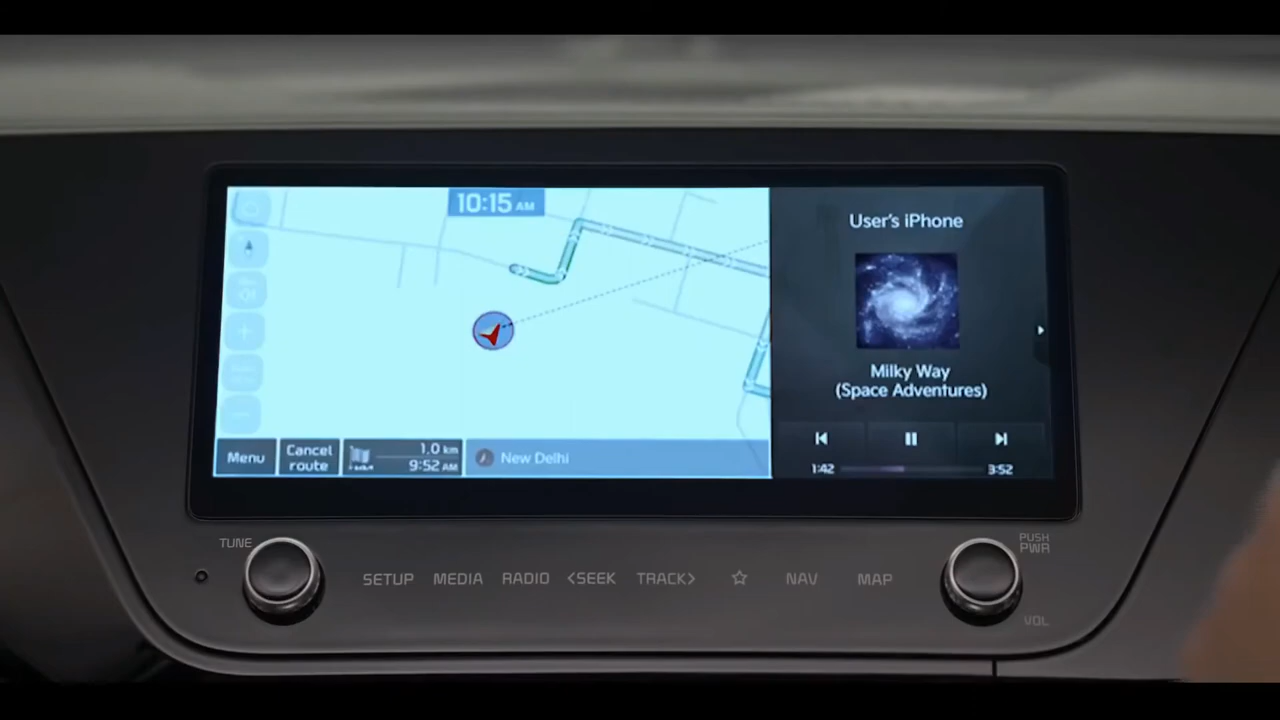 10:15 AM
User's iPhone
Milky Way
(Space Adventures)
1:42
3:52
Menu
Cancel
route
1.0 km
9:52 AM
New Delhi
TUNE
SETUP
MEDIA
RADIO
<SEEK
TRACK>
NAV
MAP
PUSH
PWR
VOL